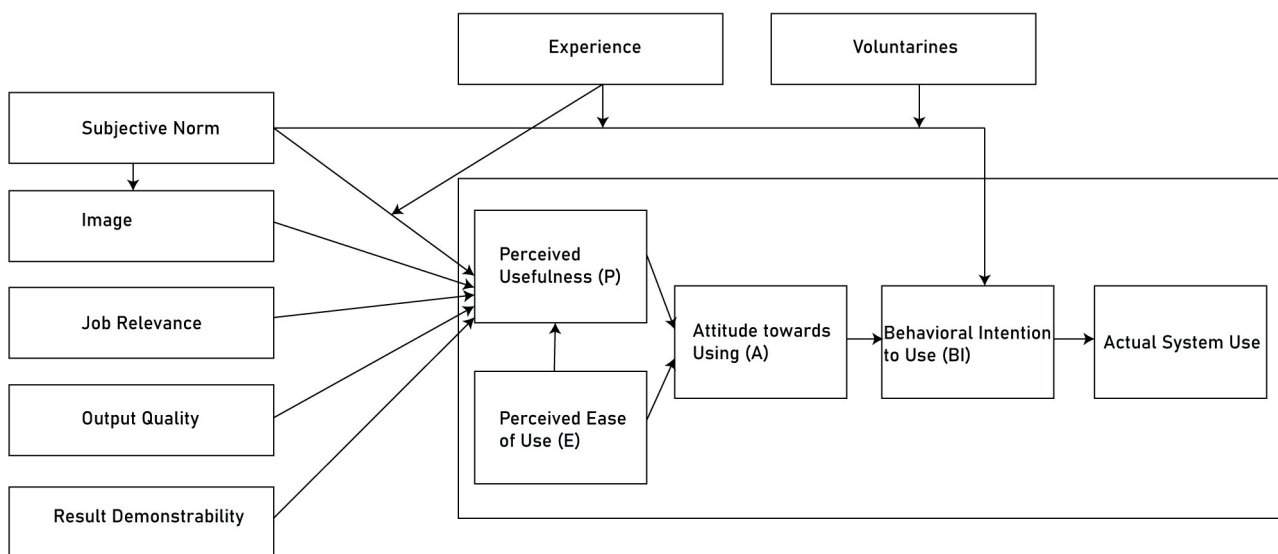 Experience
Voluntarines
Subjective Norm
Image
Job Relevance
Output Quality
Result Demonstrability
Perceived
Usefulness (P)
Perceived Ease
of Use (E)
Attitude towards
Using (A)
Behavioral Intention
to Use (BI)
Actual System Use